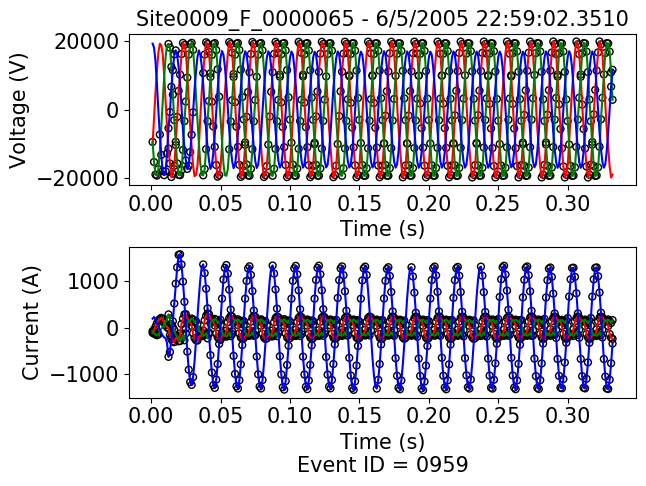 Site0009_F_0000065 - 6/5/2005 22:59:02.3510
20000
0
−20000
Voltage (V)
0.00 0.05 0.10 0.15 0.20 0.25 0.30
Time (s)
1000
0
−1000
Current (A)
0.00 0.05 0.10 0.15 0.20 0.25 0.30
Time (s)
Event ID = 0959